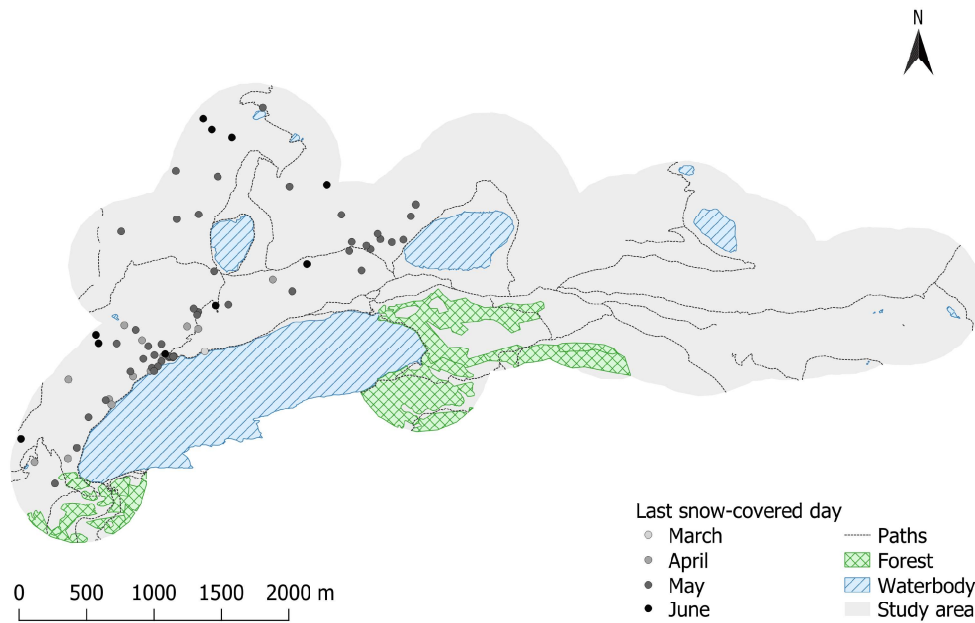 N
Last snow-covered day
March
April
May
June
Paths
Forest
Waterbody
Study area
0 500 1000 1500 2000 m